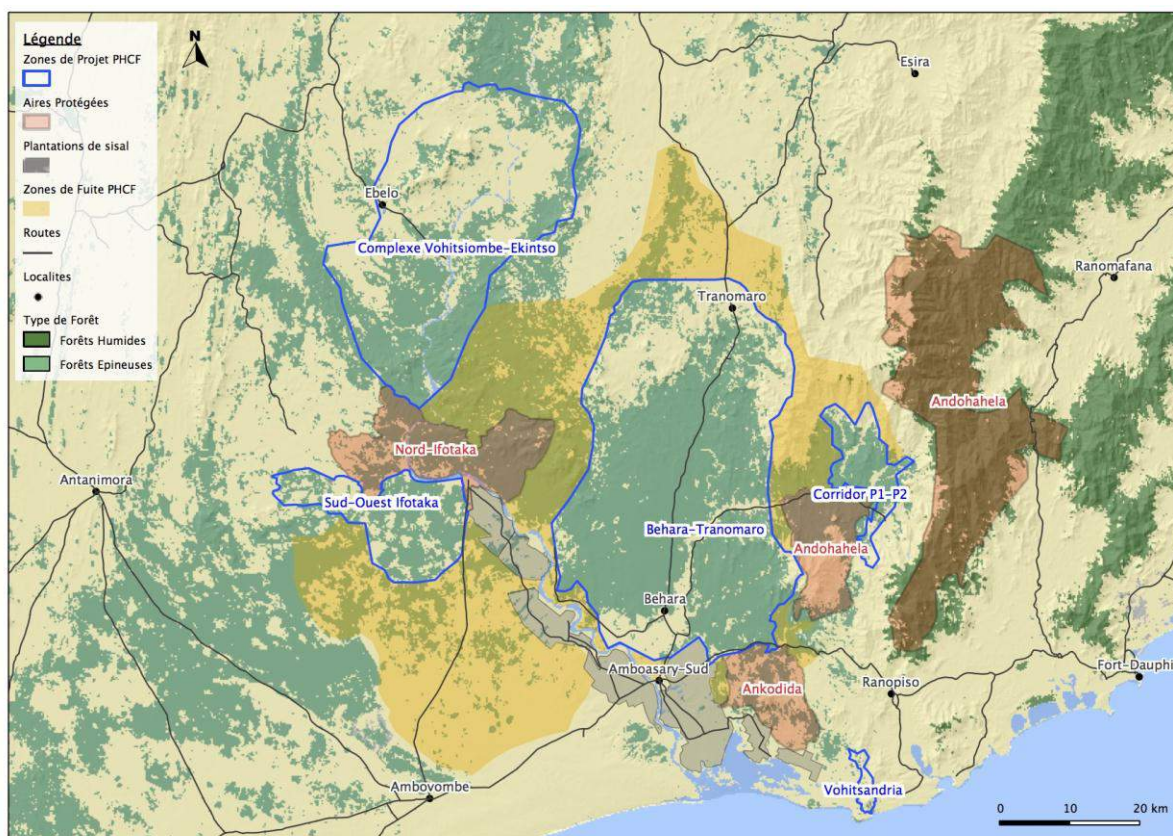 Légende
Zones de Projet PHCF
Aires Protégées
Plantations de sisal
Zones de Fuite PHCF
Routes
Localites
Type de Forêt
Forêts Humides
Forêts Epineuses
N
Esira
Ebelo
Complexe Vohitsiombe-Ekintso
Ranomafana
Tranomaro
Andohahela
Nord-Ifotaka
Antanimora
Sud-Ouest Ifotaka
Corridor P1-P2
Behara-Tranomaro
Andohahela
Behara
Fort-Dauphi
Amboasary-Sud
Ranopiso
Ankodida
Ambovombe
Vohitsandria
0 10 20 km